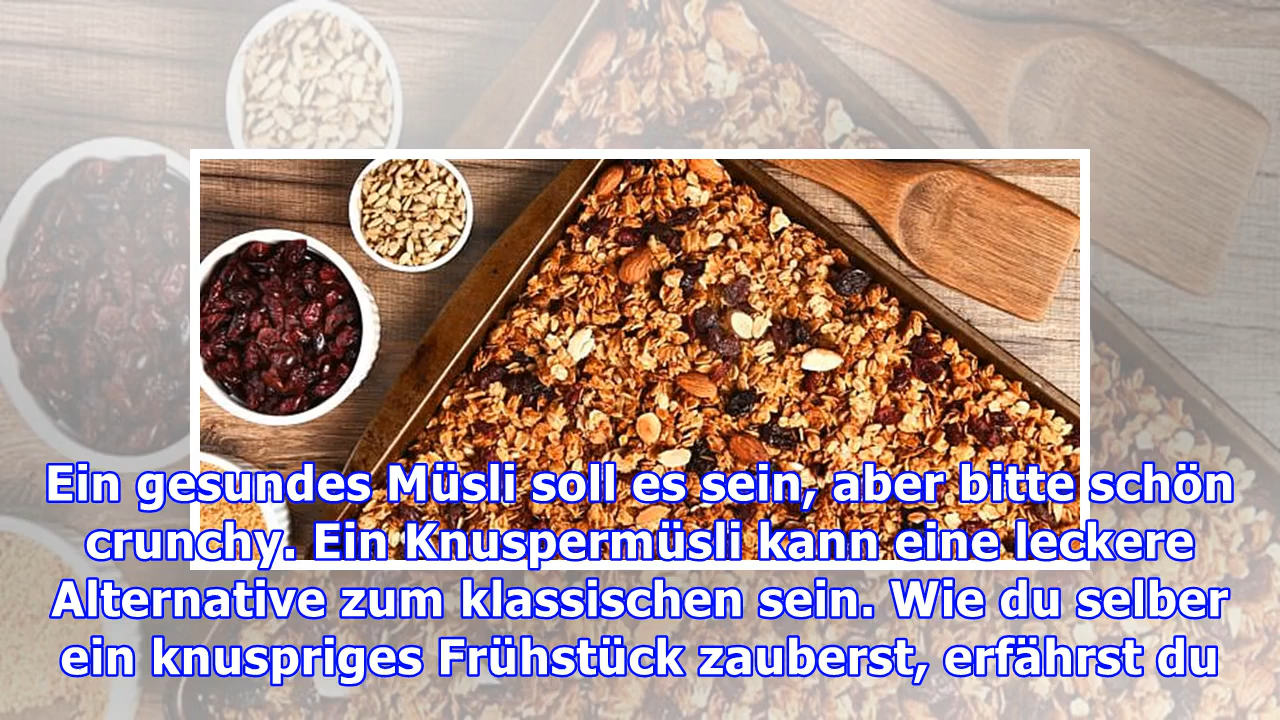 Ein gesundes Müsli soll es sein, aber bitte schön
crunchy. Ein Knuspermüsli kann eine leckere
Alternative zum klassischen sein. Wie du selber
ein knuspriges Frühstück zauberst, erfährst du